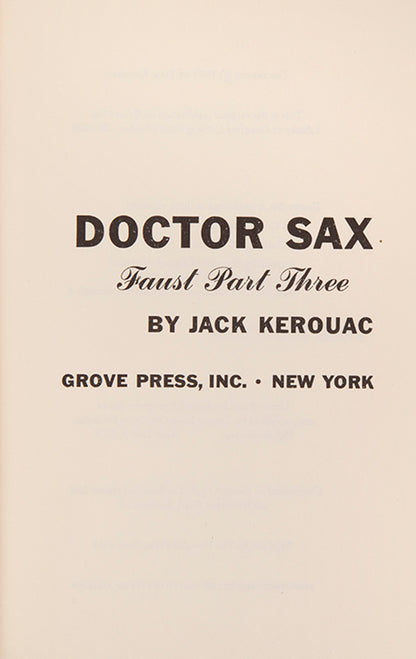 DOCTOR SAX
Faust Part Three
BY JACK KEROUAC
GROVE PRESS, INC. • NEW YORK